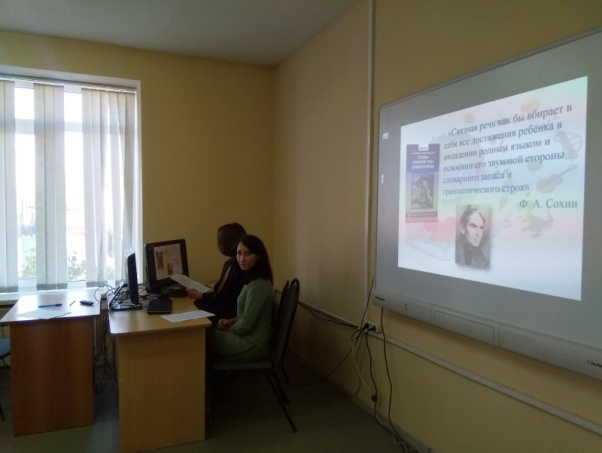 «Связная речь как бы вбирает в
себя все достижения ребёнка в
овладении родным языком и
освоении его звуковой стороны,
словарного запаса и
грамматического строя»
Ф. А. Сохин